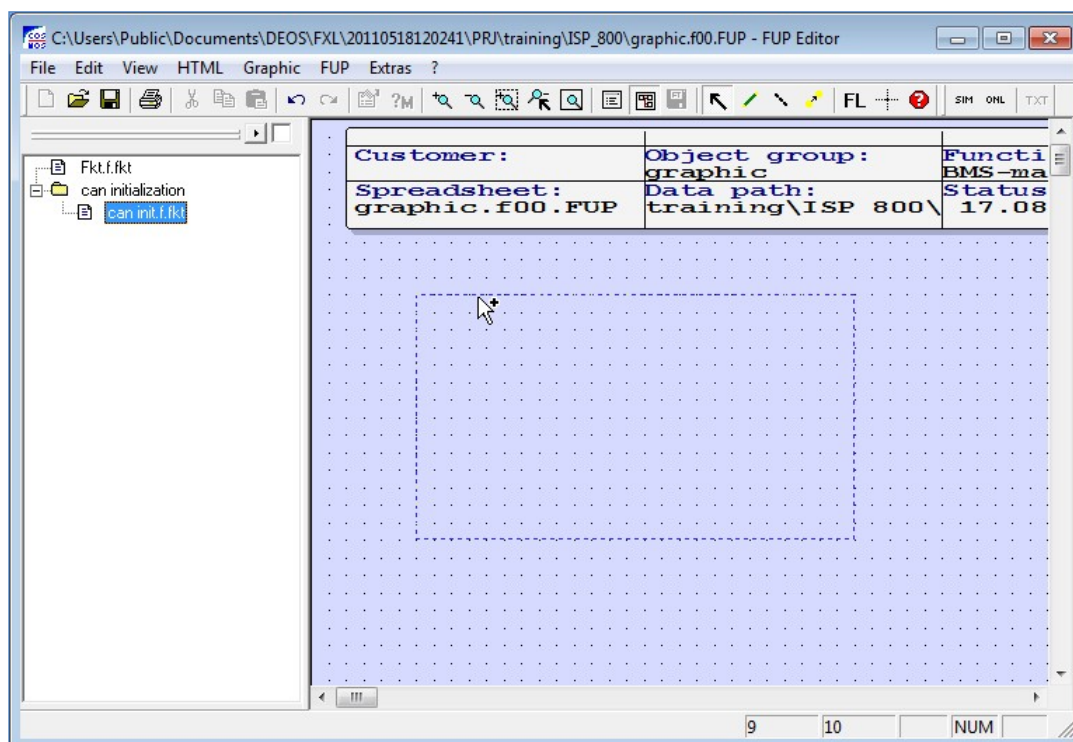 C:\Users\Public\Documents\DEOS\FXL\20110518120241\PRJ\training\ISP_800\graphic.f00.FUP - FUP Editor
File Edit View HTML Graphic FUP Extras ?
?M FL SIM ONL TXT
Fkt.f.fkt
can initialization
can init.f.fkt
Customer: Object group: Functi
graphic BMS-ma
Spreadsheet: Data path: Status
graphic.f00.FUP training\ISP 800\ 17.08
9 10 NUM